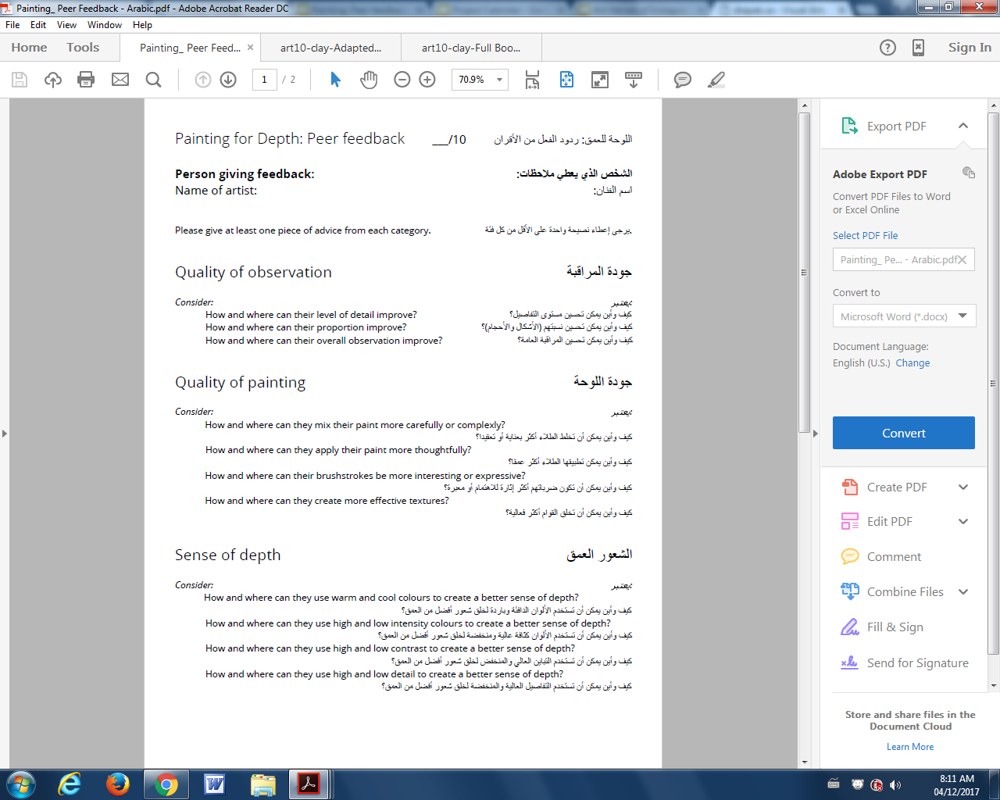 Painting_ Peer Feedback - Arabic.pdf - Adobe Acrobat Reader DC
File Edit View Window Help
Home Tools Painting_ Peer Feed... × art10-clay-Adapted... art10-clay-Full Boo... Sign In
1 / 2 70.9%
Painting for Depth: Peer feedback ___/10 اللوحة للعمق: ردود الفعل من الأقران
Person giving feedback: الشخص الذي يعطي ملاحظات:
Name of artist: اسم الفنان:
Please give at least one piece of advice from each category. يرجى إعطاء نصيحة واحدة على الأقل من كل فئة.
Quality of observation جودة المراقبة
Consider: يعتبر:
How and where can their level of detail improve? كيف وأين يمكن تحسين مستوى التفاصيل؟
How and where can their proportion improve? كيف وأين يمكن تحسين نسبتهم (الأشكال والأحجام)؟
How and where can their overall observation improve? كيف وأين يمكن تحسين المراقبة العامة؟
Quality of painting جودة اللوحة
Consider: يعتبر:
How and where can they mix their paint more carefully or complexly?
كيف وأين يمكن أن تخلط الطلاء أكثر بعناية أو تعقيدا؟
How and where can they apply their paint more thoughtfully?
كيف وأين يمكن تطبيقها الطلاء أكثر عمقا؟
How and where can their brushstrokes be more interesting or expressive?
كيف وأين يمكن أن تكون ضرباتهم أكثر إثارة للاهتمام أو معبرة؟
How and where can they create more effective textures?
كيف وأين يمكن أن تخلق القوام أكثر فعالية؟
Sense of depth الشعور العمق
Consider: يعتبر:
How and where can they use warm and cool colours to create a better sense of depth?
كيف وأين يمكن أن تستخدم الألوان الدافئة وباردة لخلق شعور أفضل من العمق؟
How and where can they use high and low intensity colours to create a better sense of depth?
كيف وأين يمكن أن تستخدم الألوان كثافة عالية ومنخفضة لخلق شعور أفضل من العمق؟
How and where can they use high and low contrast to create a better sense of depth?
كيف وأين يمكن أن تستخدم التباين العالي والمنخفض لخلق شعور أفضل من العمق؟
How and where can they use high and low detail to create a better sense of depth?
كيف وأين يمكن أن تستخدم التفاصيل العالية والمنخفضة لخلق شعور أفضل من العمق؟
Export PDF
Adobe Export PDF
Convert PDF Files to Word
or Excel Online
Select PDF File
Painting_ Pe... - Arabic.pdf
Convert to
Microsoft Word (*.docx)
Document Language:
English (U.S.) Change
Convert
Create PDF
Edit PDF
Comment
Combine Files
Fill & Sign
Send for Signature
Store and share files in the
Document Cloud
Learn More
8:11 AM
04/12/2017